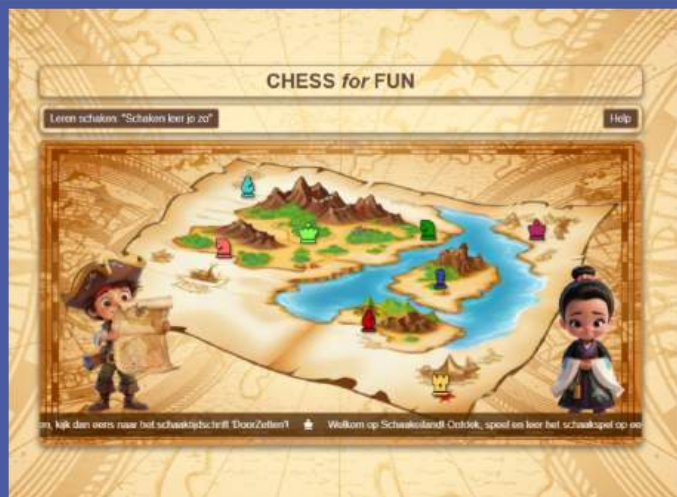 CHESS for FUN
Leren schaken: "Schaken leer je zo"
Help
on, kijk dan eens naar het schaaktijdschrift 'DoorZetten'! Welkom op Schaakeiland! Ontdek, speel en leer het schaakspel op ee